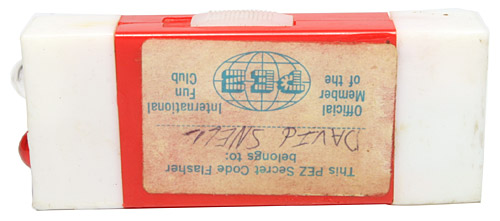 This PEZ Secret Code Flasher
belongs to:
DAVID SNELL
Official
Member
of the
PEZ
International
Fun
Club